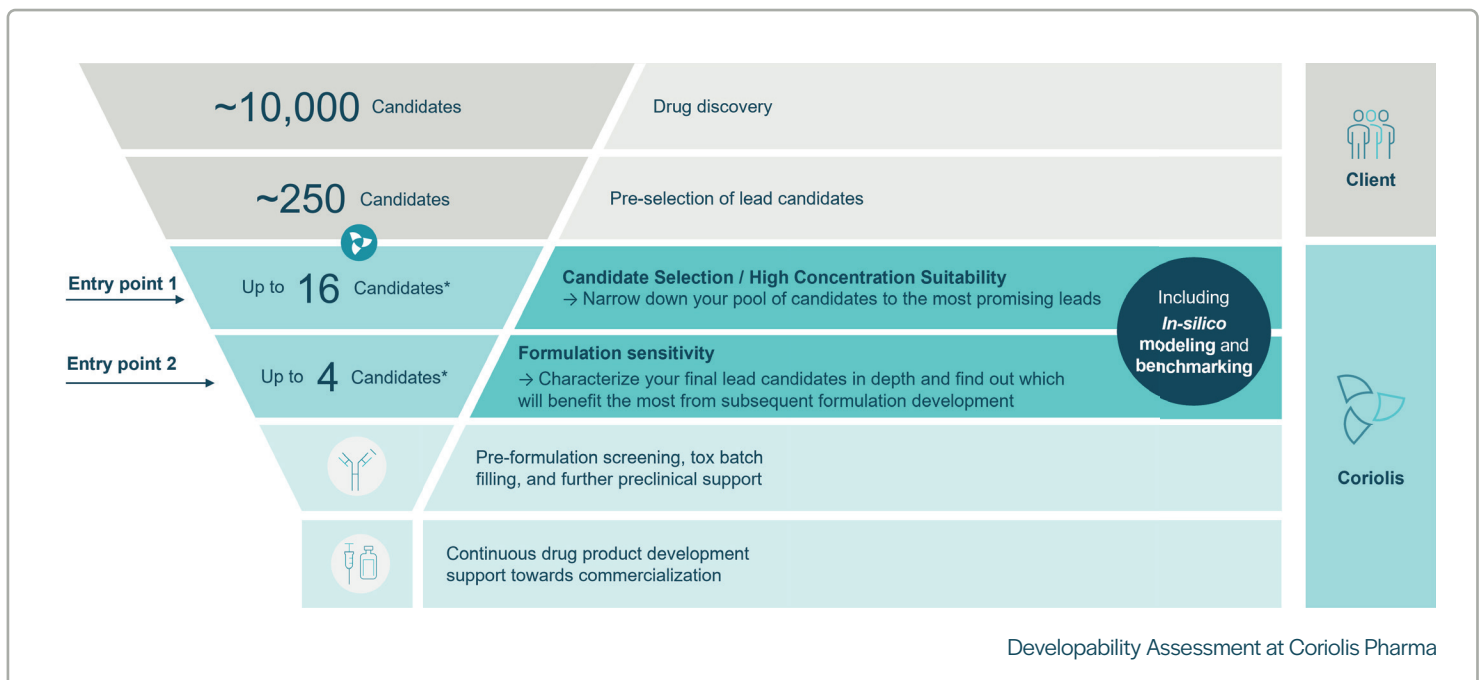 ~10,000 Candidates
Drug discovery
~250 Candidates
Pre-selection of lead candidates
Client
Entry point 1
Up to 16 Candidates*
Candidate Selection / High Concentration Suitability
→ Narrow down your pool of candidates to the most promising leads
Including
In-silico
modeling and
benchmarking
Entry point 2
Up to 4 Candidates*
Formulation sensitivity
→ Characterize your final lead candidates in depth and find out which
will benefit the most from subsequent formulation development
Pre-formulation screening, tox batch
filling, and further preclinical support
Coriolis
Continuous drug product development
support towards commercialization
Developability Assessment at Coriolis Pharma